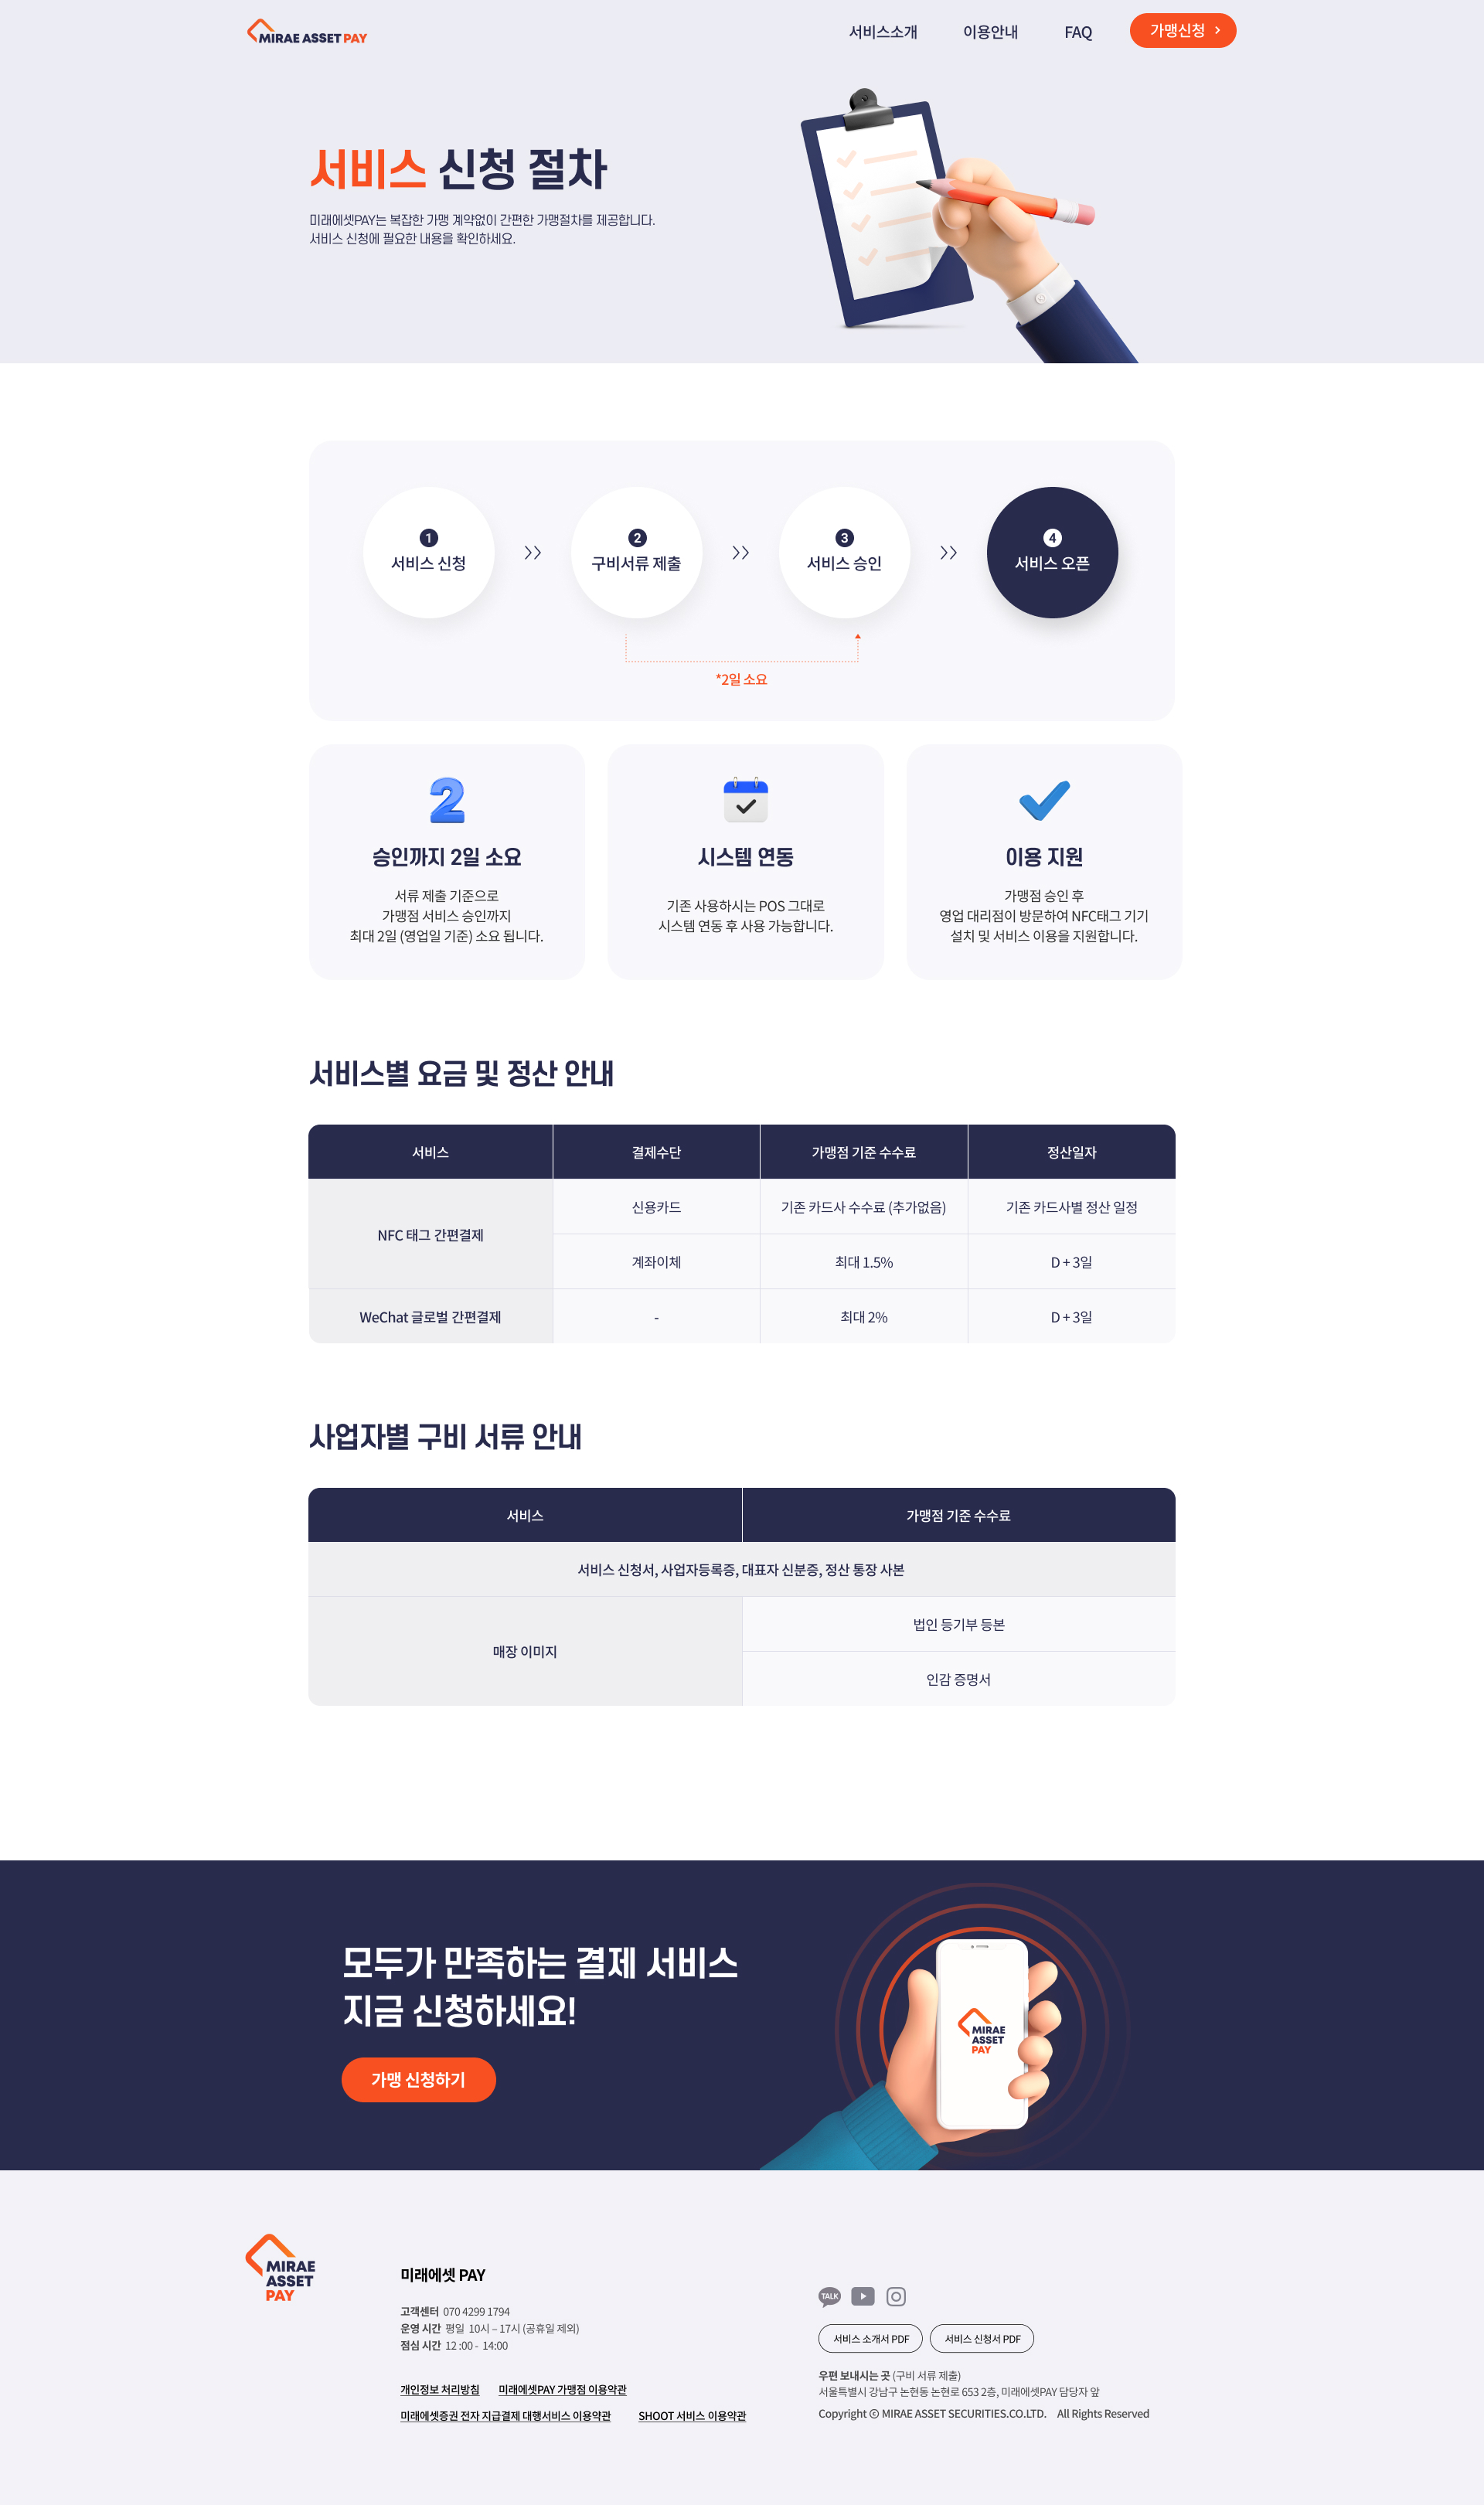 MIRAE ASSET PAY
서비스소개
이용안내
FAQ
가맹신청
서비스 신청 절차
미래에셋PAY는 복잡한 가맹 계약없이 간편한 가맹절차를 제공합니다.
서비스 신청에 필요한 내용을 확인하세요.
1
서비스 신청
2
구비서류 제출
3
서비스 승인
4
서비스 오픈
*2일 소요
2
승인까지 2일 소요
서류 제출 기준으로
가맹점 서비스 승인까지
최대 2일 (영업일 기준) 소요 됩니다.
시스템 연동
기존 사용하시는 POS 그대로
시스템 연동 후 사용 가능합니다.
이용 지원
가맹점 승인 후
영업 대리점이 방문하여 NFC태그 기기
설치 및 서비스 이용을 지원합니다.
서비스별 요금 및 정산 안내
서비스 결제수단 가맹점 기준 수수료 정산일자
NFC 태그 간편결제
신용카드 기존 카드사 수수료 (추가없음) 기존 카드사별 정산 일정
계좌이체 최대 1.5% D + 3일
WeChat 글로벌 간편결제 - 최대 2% D + 3일
사업자별 구비 서류 안내
서비스 가맹점 기준 수수료
서비스 신청서, 사업자등록증, 대표자 신분증, 정산 통장 사본
매장 이미지
법인 등기부 등본
인감 증명서
모두가 만족하는 결제 서비스
지금 신청하세요!
가맹 신청하기
MIRAE
ASSET
PAY
MIRAE
ASSET
PAY
미래에셋 PAY
고객센터 070 4299 1794
운영 시간 평일 10시 – 17시 (공휴일 제외)
점심 시간 12 :00 - 14:00
개인정보 처리방침 미래에셋PAY 가맹점 이용약관
미래에셋증권 전자 지급결제 대행서비스 이용약관 SHOOT 서비스 이용약관
TALK
서비스 소개서 PDF
서비스 신청서 PDF
우편 보내시는 곳 (구비 서류 제출)
서울특별시 강남구 논현동 논현로 653 2층, 미래에셋PAY 담당자 앞
Copyright ⓒ MIRAE ASSET SECURITIES.CO.LTD. All Rights Reserved